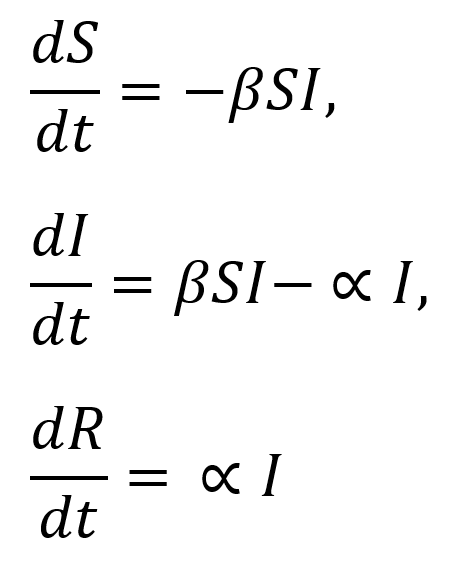 dS/dt = −βSI,
dI/dt = βSI− ∝ I,
dR/dt = ∝ I